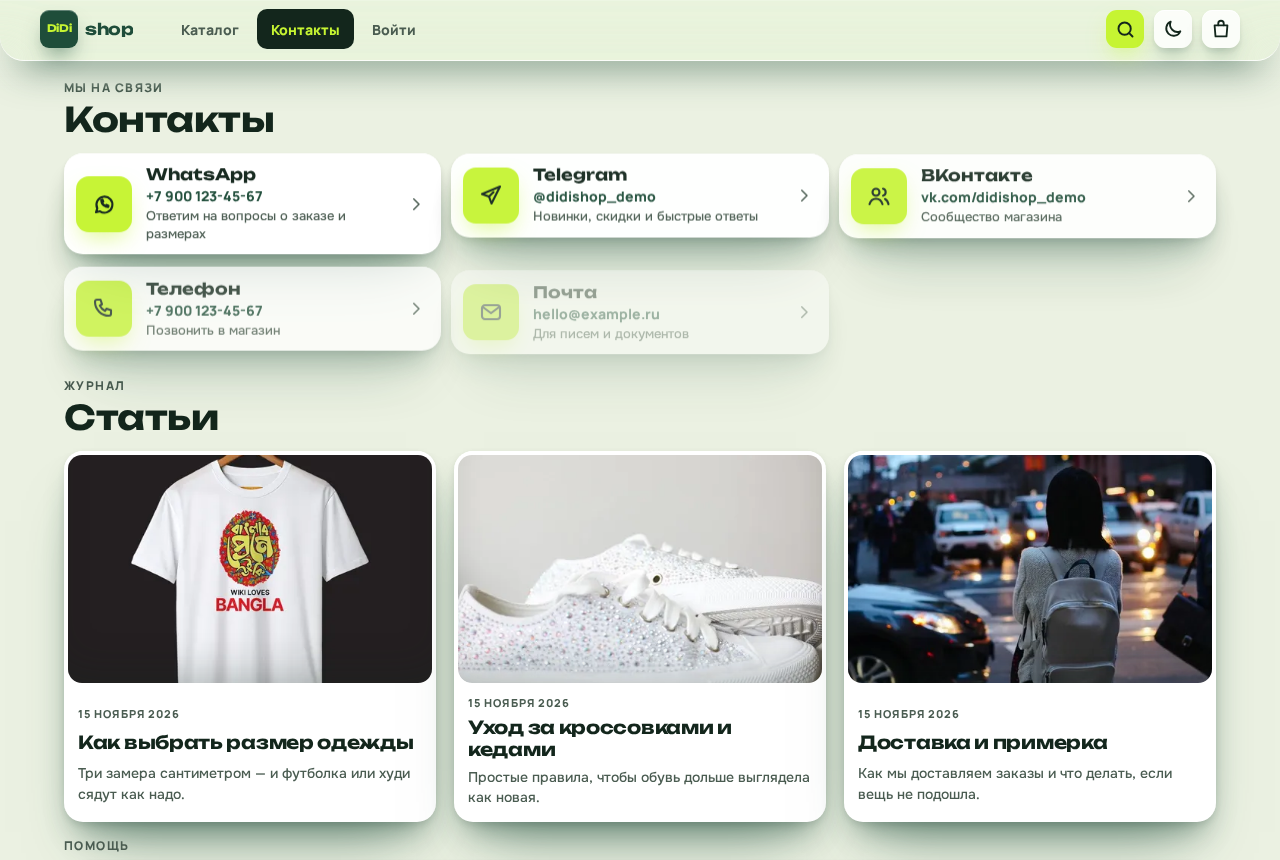 DiDi shop
Каталог
Контакты
Войти
МЫ НА СВЯЗИ
Контакты
WhatsApp
+7 900 123-45-67
Ответим на вопросы о заказе и
размерах
Telegram
@didishop_demo
Новинки, скидки и быстрые ответы
ВКонтакте
vk.com/didishop_demo
Сообщество магазина
Телефон
+7 900 123-45-67
Позвонить в магазин
Почта
hello@example.ru
Для писем и документов
ЖУРНАЛ
Статьи
WIKI LOVES
BANGLA
15 НОЯБРЯ 2026
Как выбрать размер одежды
Три замера сантиметром — и футболка или худи
сядут как надо.
15 НОЯБРЯ 2026
Уход за кроссовками и
кедами
Простые правила, чтобы обувь дольше выглядела
как новая.
15 НОЯБРЯ 2026
Доставка и примерка
Как мы доставляем заказы и что делать, если
вещь не подошла.
ПОМОЩЬ